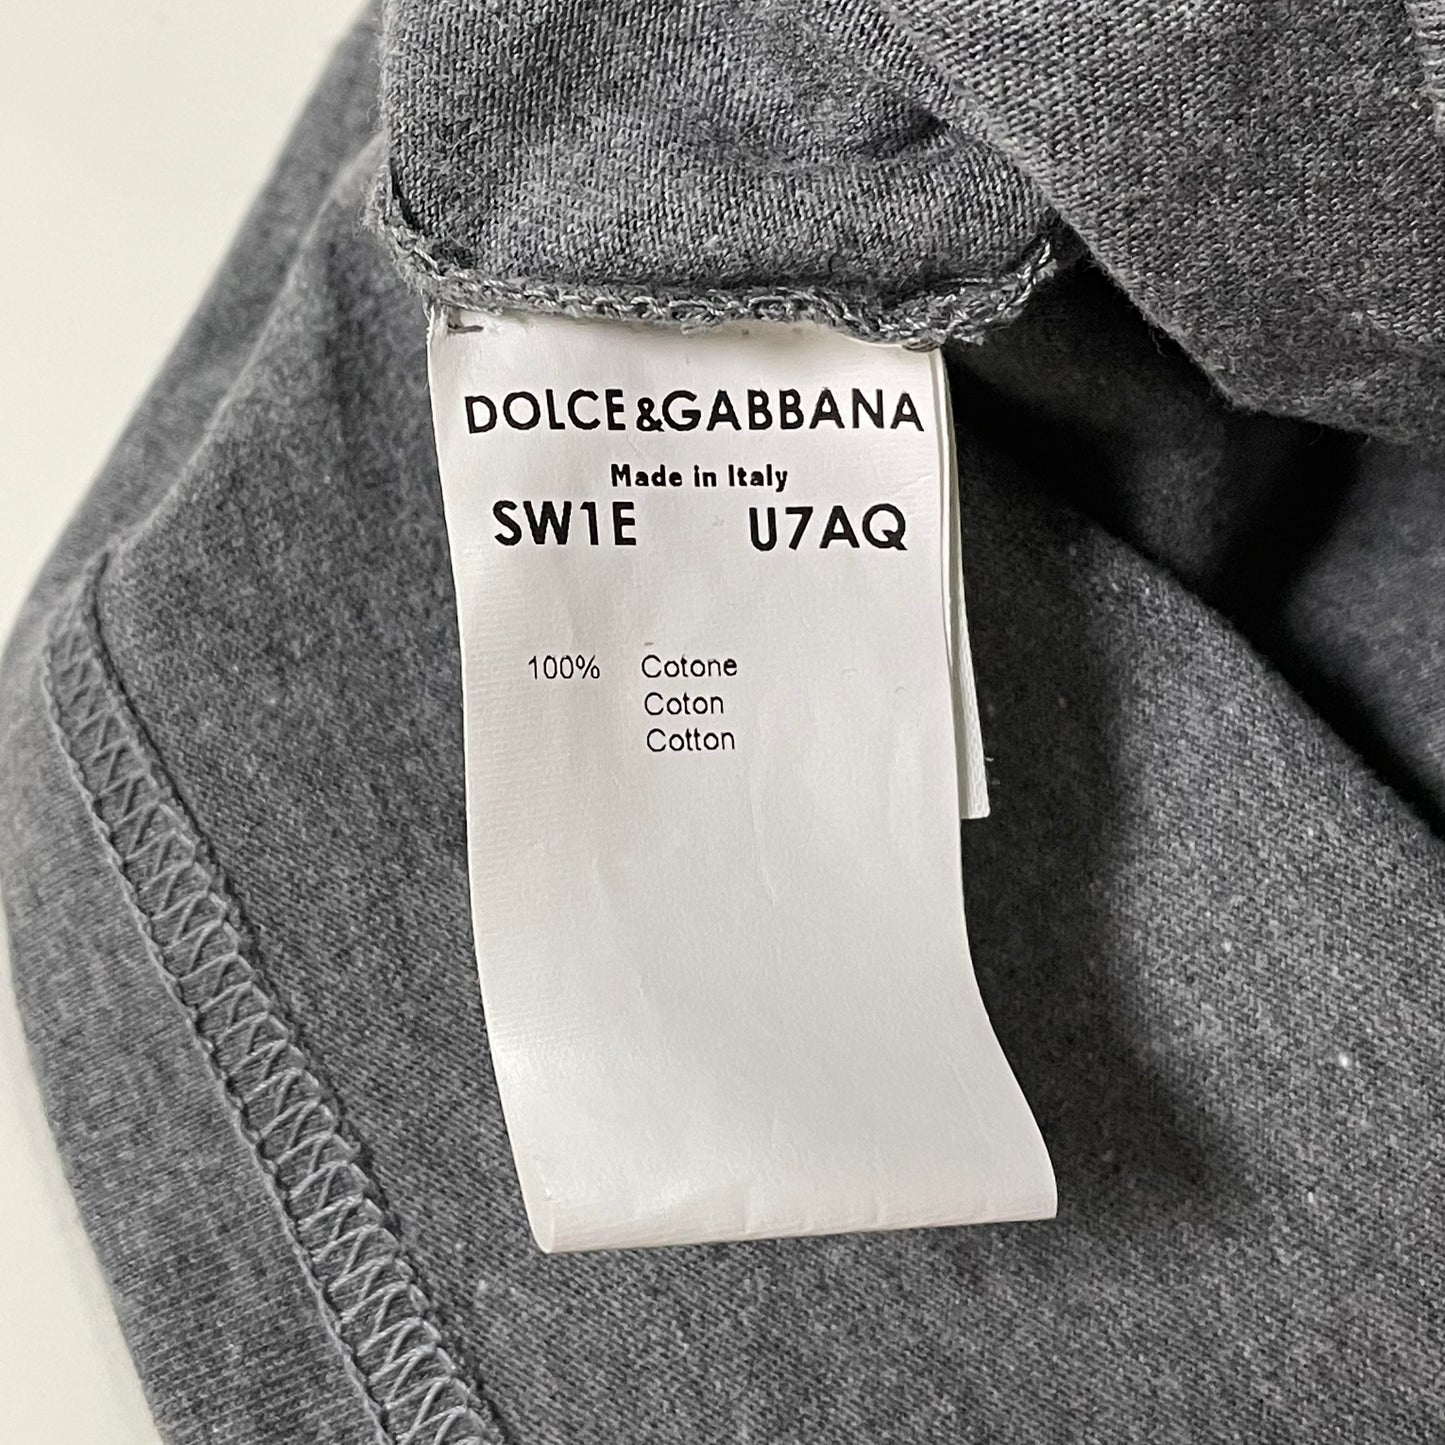 DOLCE&GABBANA
Made in Italy
SW1E U7AQ
100% Cotone
Coton
Cotton